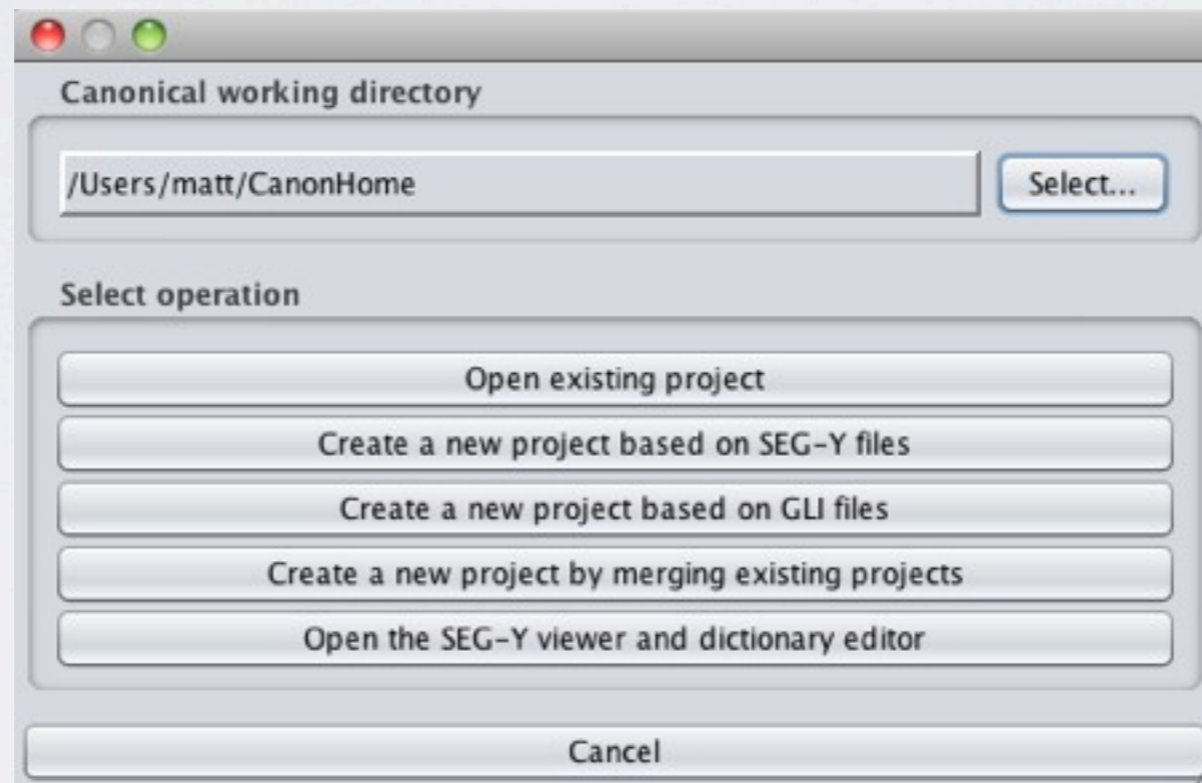 Canonical working directory
/Users/matt/CanonHome
Select...
Select operation
Open existing project
Create a new project based on SEG-Y files
Create a new project based on GLI files
Create a new project by merging existing projects
Open the SEG-Y viewer and dictionary editor
Cancel